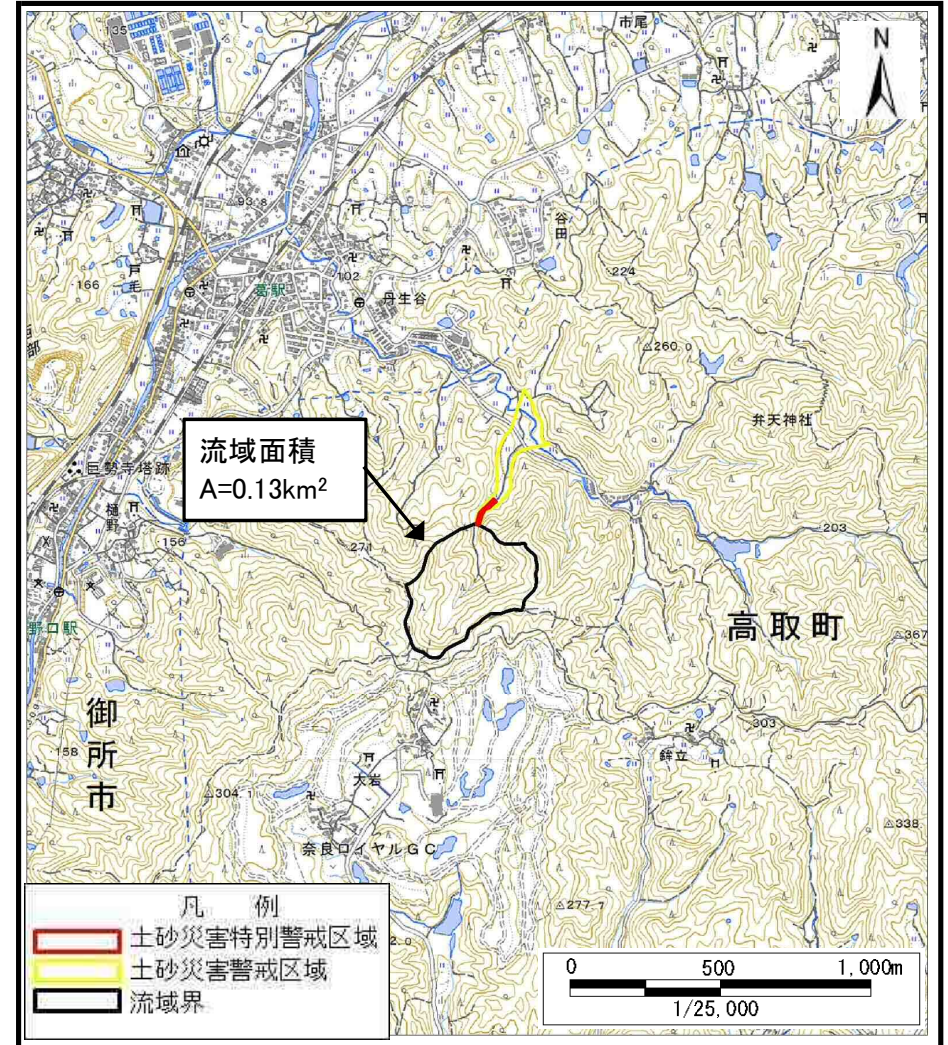 135
市尾
N
93.8
谷田
戸毛
166
102
224
葛駅
丹生谷
260.0
弁天神社
流域面積
A=0.13km²
巨勢寺塔跡
樋野
156
271
203
高取町
367
野口駅
御所市
303
158
鉾立
大岩
304.1
338
奈良ロイヤルGC
277.7
2.0
凡 例
土砂災害特別警戒区域
土砂災害警戒区域
流域界
0 500 1,000m
1/25,000